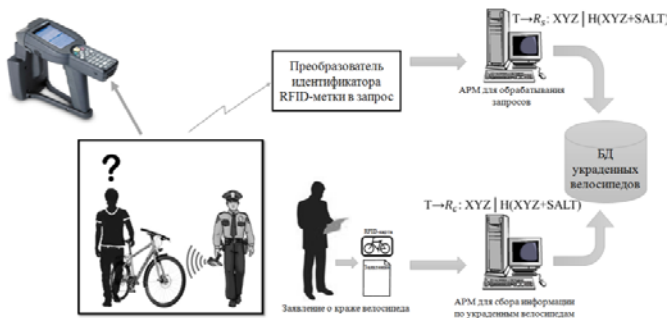 T→R_s: XYZ | H(XYZ+SALT)
Преобразователь
идентификатора
RFID-метки в запрос
АРМ для обрабатывания
запросов
?
БД
украденных
велосипедов
T→R_c: XYZ | H(XYZ+SALT)
RFID-метка
Заявление
Заявление о краже велосипеда
АРМ для сбора информации
по украденным велосипедам